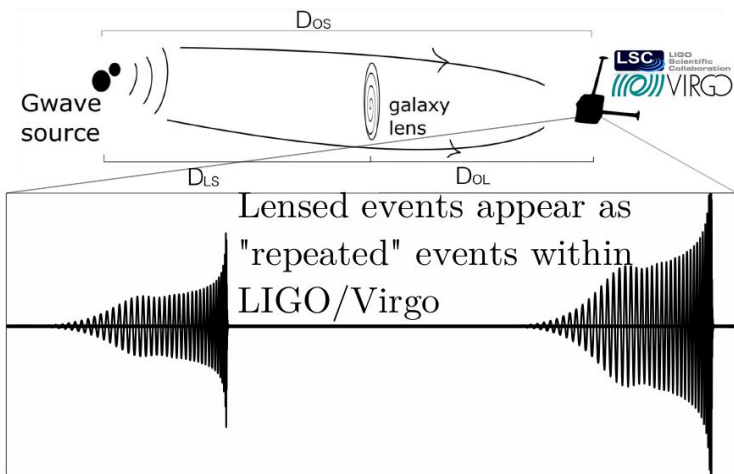 DOS
Gwave
source
galaxy
lens
LSC
LIGO
Scientific
Collaboration
VIRGO
DLS
DOL
Lensed events appear as
"repeated" events within
LIGO/Virgo